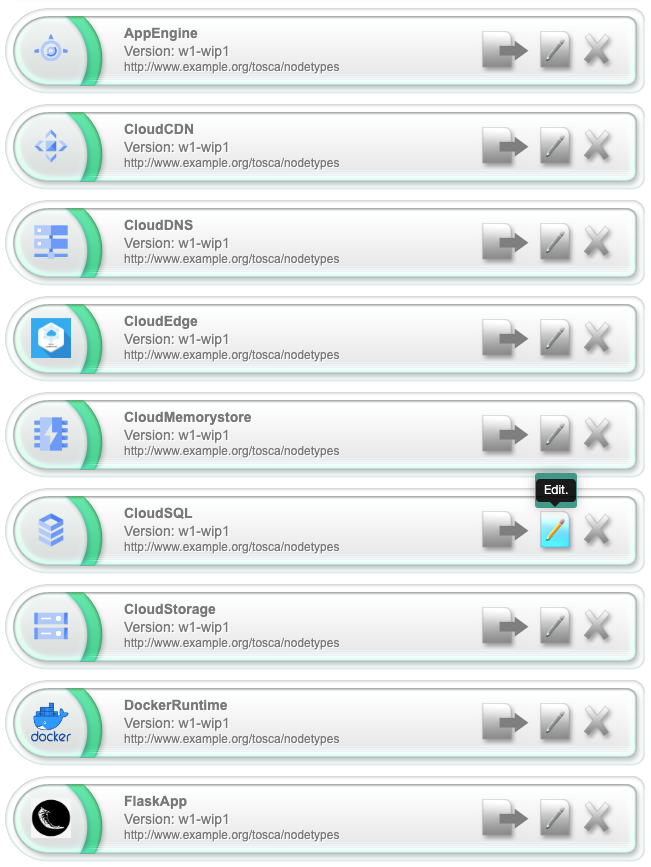 AppEngine
Version: w1-wip1
http://www.example.org/tosca/nodetypes
CloudCDN
Version: w1-wip1
http://www.example.org/tosca/nodetypes
CloudDNS
Version: w1-wip1
http://www.example.org/tosca/nodetypes
CloudEdge
Version: w1-wip1
http://www.example.org/tosca/nodetypes
CloudMemorystore
Version: w1-wip1
http://www.example.org/tosca/nodetypes
Edit.
CloudSQL
Version: w1-wip1
http://www.example.org/tosca/nodetypes
CloudStorage
Version: w1-wip1
http://www.example.org/tosca/nodetypes
docker
DockerRuntime
Version: w1-wip1
http://www.example.org/tosca/nodetypes
FlaskApp
Version: w1-wip1
http://www.example.org/tosca/nodetypes